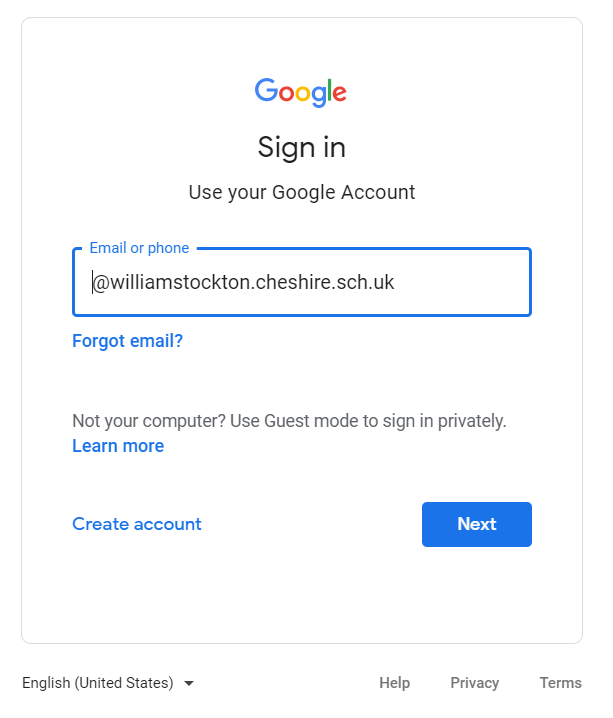 Google
Sign in
Use your Google Account
Email or phone
@williamstockton.cheshire.sch.uk
Forgot email?
Not your computer? Use Guest mode to sign in privately.
Learn more
Create account
Next
English (United States)
Help Privacy Terms